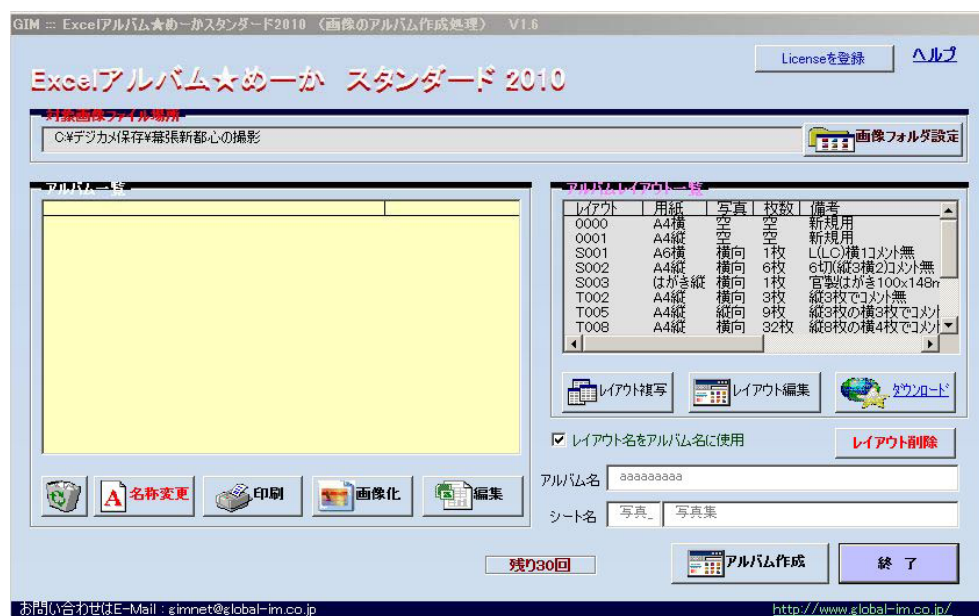 GIM ::: Excelアルバム★めーかスタンダード2010 〈画像のアルバム作成処理〉 V1.6
Licenseを登録 ヘルプ
Excelアルバム★めーか スタンダード 2010
対象画像ファイル場所
C:¥デジカメ保存¥幕張新都心の撮影
画像フォルダ設定
アルバム一覧
アルバムレイアウト一覧
レイアウト 用紙 写真 枚数 備考
0000 A4横 空 空 新規用
0001 A4縦 空 空 新規用
S001 A6横 横向 1枚 L(LC)横1コメント無
S002 A4縦 横向 6枚 6切(縦3横2)コメント無
S003 はがき縦 横向 1枚 官製はがき100x148m
T002 A4縦 横向 3枚 縦3枚でコメント無
T005 A4縦 縦向 9枚 縦3枚の横3枚でコメント
T008 A4縦 横向 32枚 縦8枚の横4枚でコメント
レイアウト複写 レイアウト編集 ダウンロード
レイアウト名をアルバム名に使用 レイアウト削除
アルバム名 aaaaaaaaa
シート名 写真_ 写真集
名称変更 印刷 画像化 編集
残り30回 アルバム作成 終 了
お問い合わせはE-Mail : gimnet@global-im.co.jp http://www.global-im.co.jp/